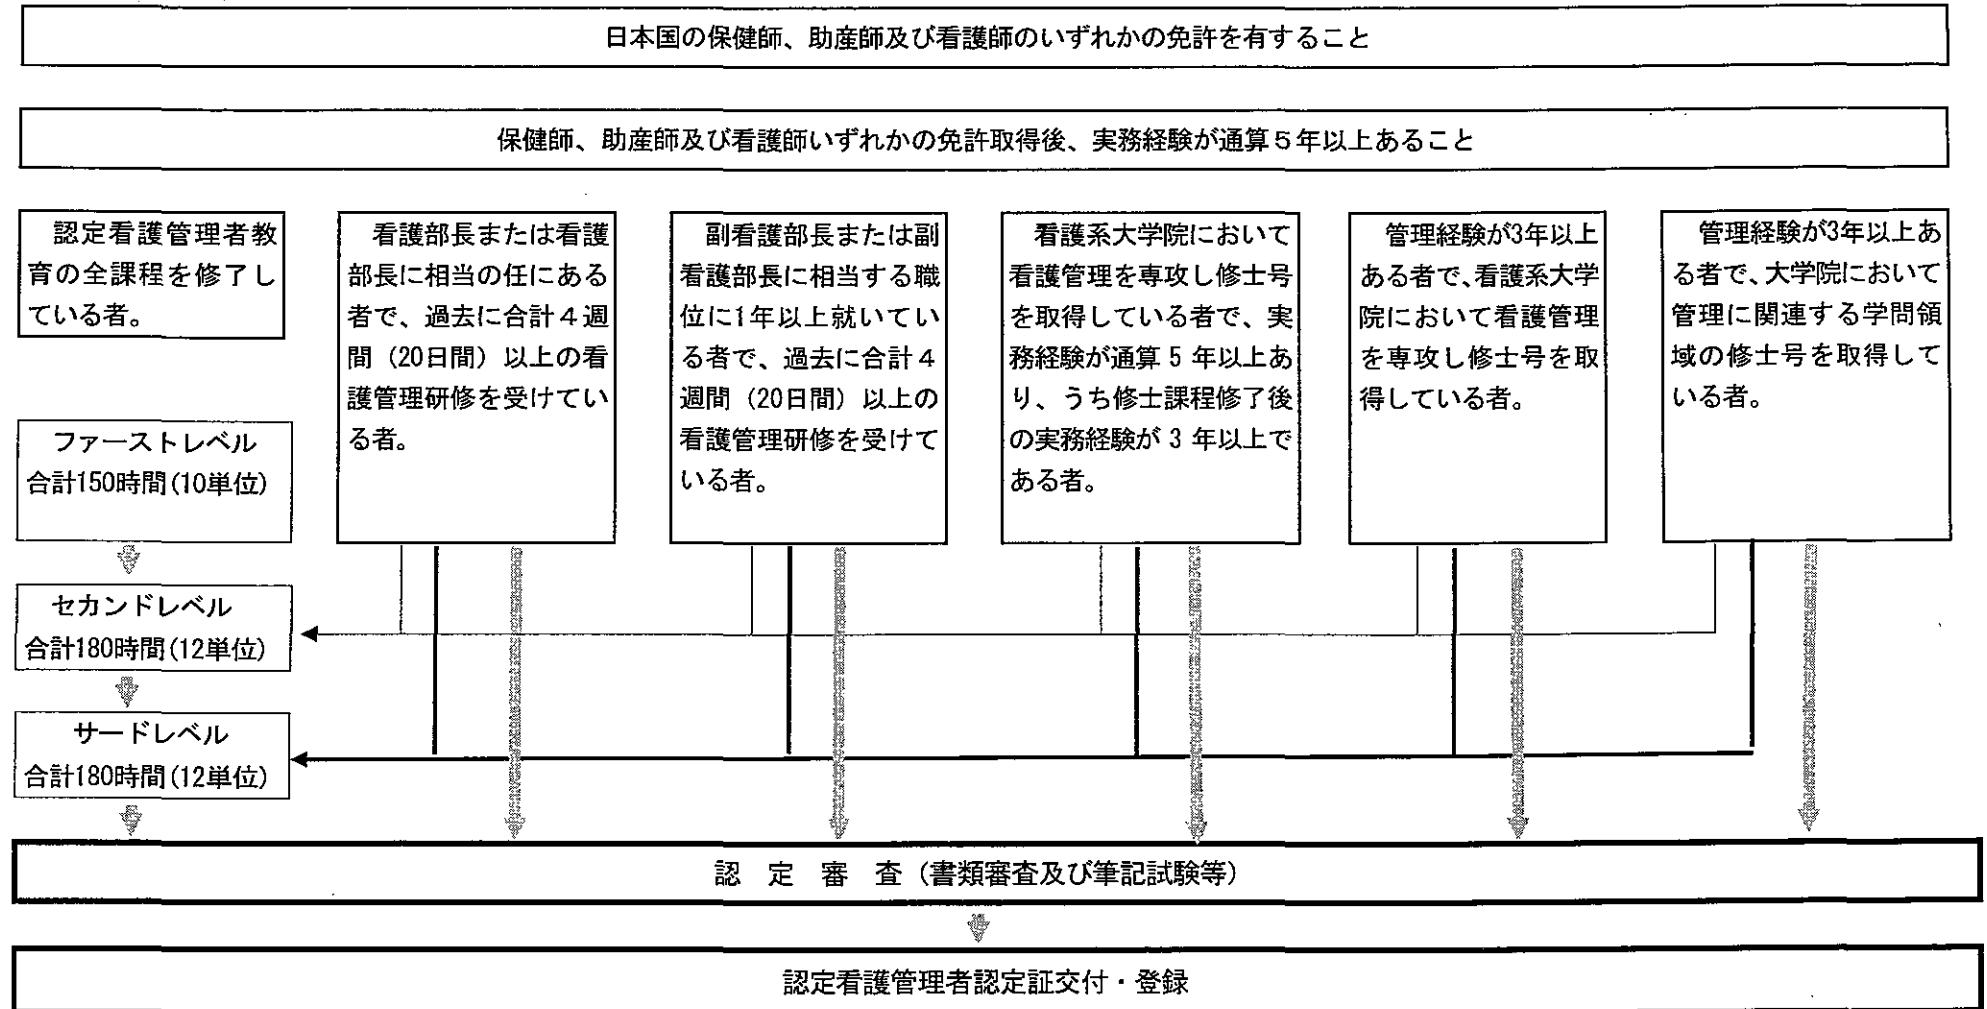 日本国の保健師、助産師及び看護師のいずれかの免許を有すること
保健師、助産師及び看護師いずれかの免許取得後、実務経験が通算５年以上あること
認定看護管理者教
育の全課程を修了し
ている者。
ファーストレベル
合計150時間(10単位)
セカンドレベル
合計180時間(12単位)
サードレベル
合計180時間(12単位)
看護部長または看護
部長に相当の任にある
者で、過去に合計４週
間（20日間）以上の看
護管理研修を受けてい
る者。
副看護部長または副
看護部長に相当する職
位に1年以上就いてい
る者で、過去に合計４
週間（20日間）以上の
看護管理研修を受けて
いる者。
看護系大学院において
看護管理を専攻し修士号
を取得している者で、実
務経験が通算 5 年以上あ
り、うち修士課程修了後
の実務経験が 3 年以上で
ある者。
管理経験が3年以上
ある者で、看護系大学
院において看護管理
を専攻し修士号を取
得している者。
管理経験が3年以上あ
る者で、大学院において
管理に関連する学問領
域の修士号を取得して
いる者。
認　定　審　査（書類審査及び筆記試験等）
認定看護管理者認定証交付・登録